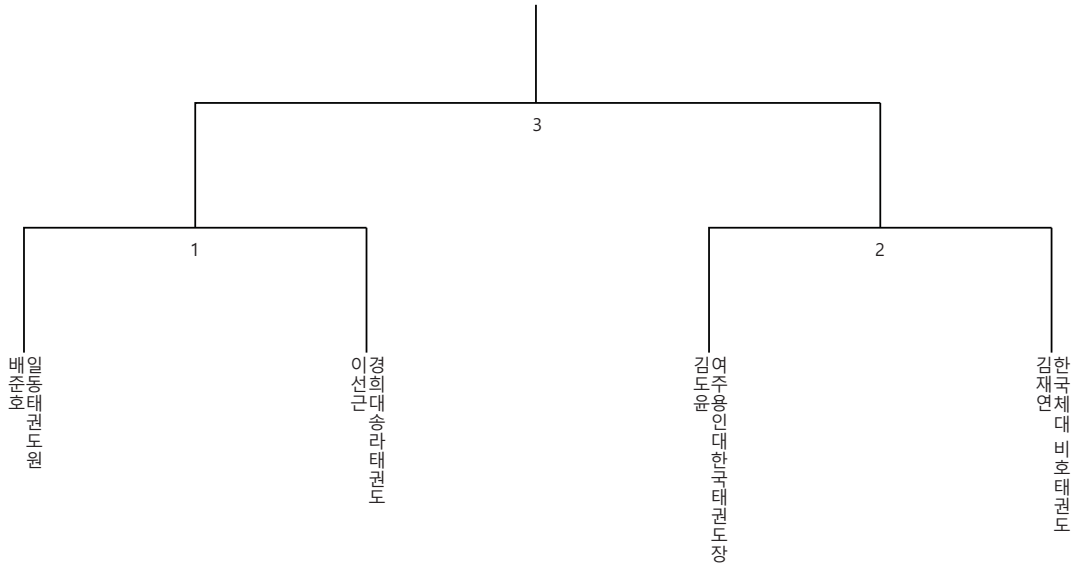 3
1
2
배준호
일동태권도원
이선근
경희대송라태권도
김도윤
여주용인대한국태권도장
김재연
한국체대 비호태권도